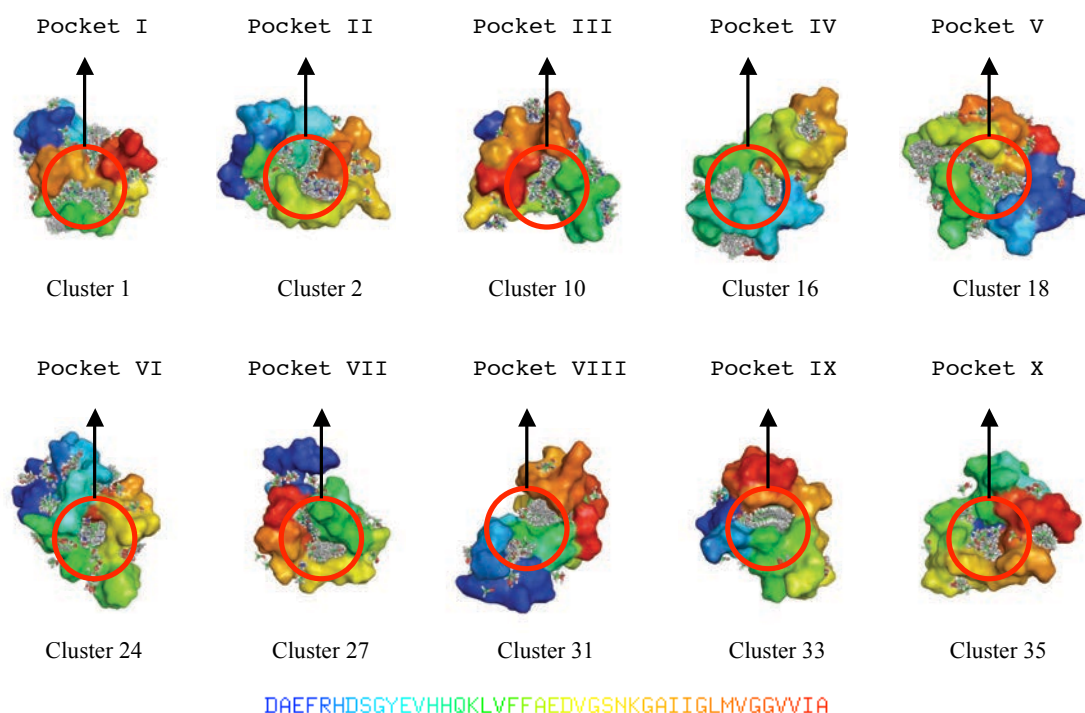 Pocket I Pocket II Pocket III Pocket IV Pocket V
Cluster 1 Cluster 2 Cluster 10 Cluster 16 Cluster 18
Pocket VI Pocket VII Pocket VIII Pocket IX Pocket X
Cluster 24 Cluster 27 Cluster 31 Cluster 33 Cluster 35
DAEFRHDSGYEVHHQKLVFFAEDVGSNKGAIIGLMVGGVVIA